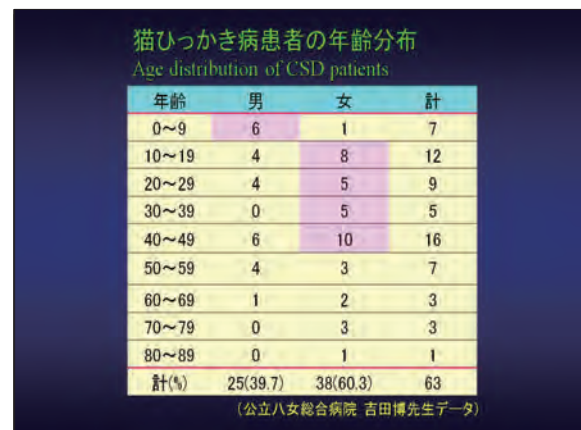 猫ひっかき病患者の年齢分布
Age distribution of CSD patients
年齢 男 女 計
0〜9 6 1 7
10〜19 4 8 12
20〜29 4 5 9
30〜39 0 5 5
40〜49 6 10 16
50〜59 4 3 7
60〜69 1 2 3
70〜79 0 3 3
80〜89 0 1 1
計(%) 25(39.7) 38(60.3) 63
(公立八女総合病院 吉田博先生データ)